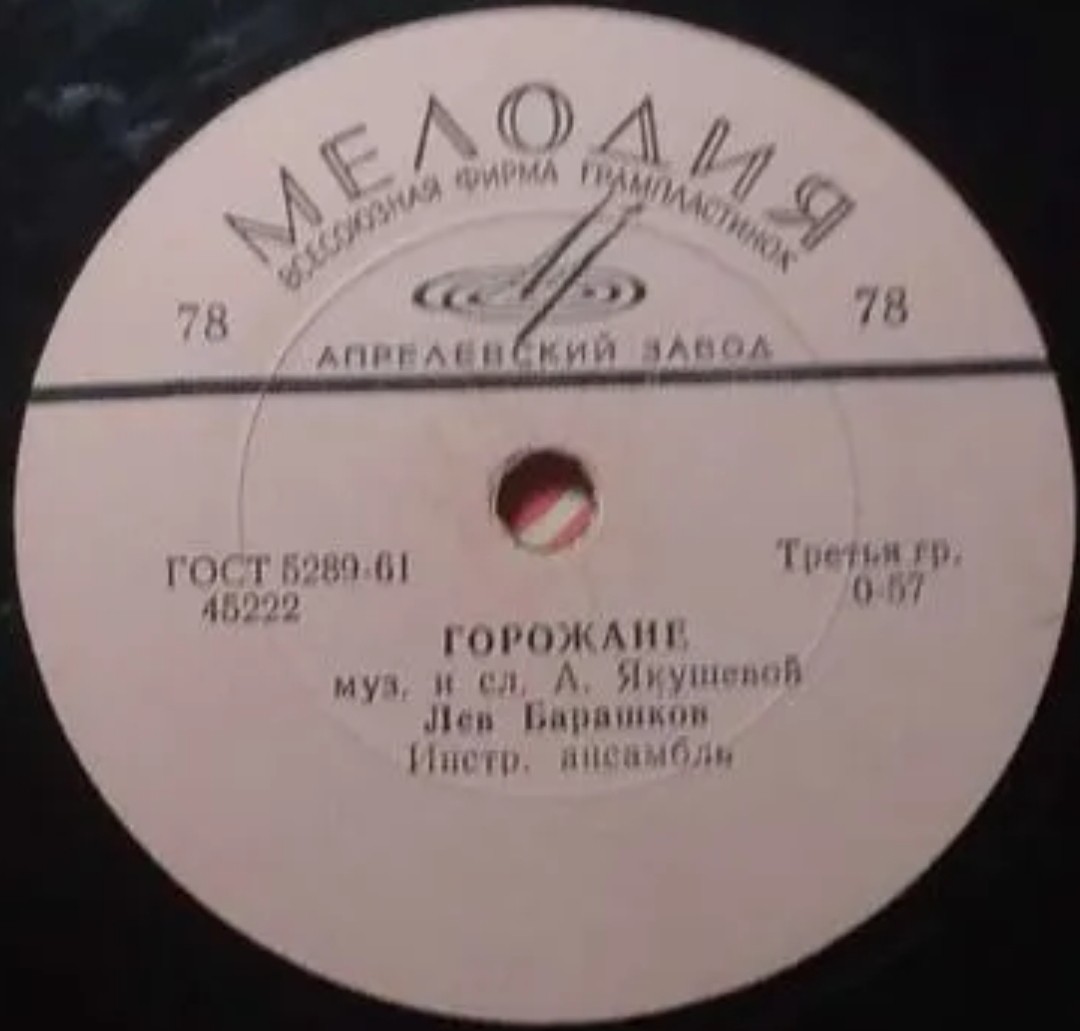 МЕЛОДИЯ
ВСЕСОЮЗНАЯ ФИРМА ГРАМПЛАСТИНОК
78 78
АПРЕЛЕВСКИЙ ЗАВОД
ГОСТ 5289-61 Третья гр.
45222 0-57
ГОРОЖАНЕ
муз. и сл. А. Якушевой
Лев Барашков
Инстр. ансамбль